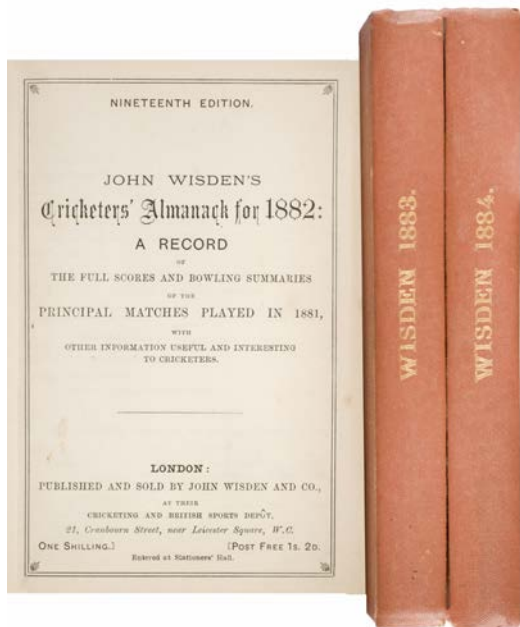 NINETEENTH EDITION.
JOHN WISDEN'S
Cricketers' Almanack for 1882:
A RECORD
OF
THE FULL SCORES AND BOWLING SUMMARIES
OF THE
PRINCIPAL MATCHES PLAYED IN 1881,
WITH
OTHER INFORMATION USEFUL AND INTERESTING
TO CRICKETERS.
LONDON:
PUBLISHED AND SOLD BY JOHN WISDEN AND CO.,
AT THEIR
CRICKETING AND BRITISH SPORTS DEPÔT,
21, Cranbourn Street, near Leicester Square, W.C.
ONE SHILLING.] [POST FREE 1S. 2D.
Entered at Stationers' Hall.
WISDEN 1883.
WISDEN 1884.